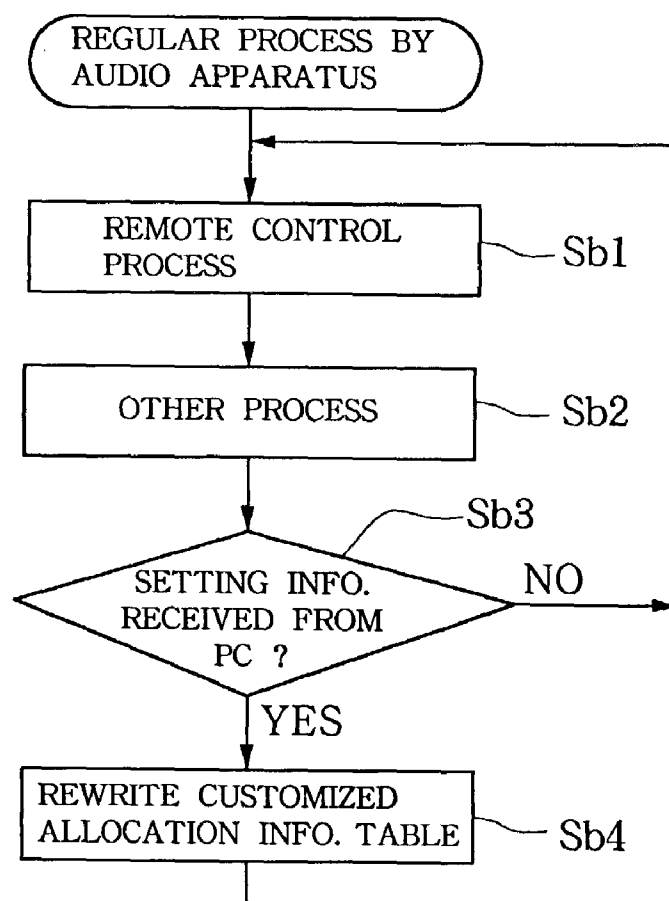 REGULAR PROCESS BY
AUDIO APPARATUS
REMOTE CONTROL
PROCESS
Sb1
OTHER PROCESS
Sb2
Sb3
SETTING INFO.
RECEIVED FROM
PC ?
NO
YES
REWRITE CUSTOMIZED
ALLOCATION INFO. TABLE
Sb4